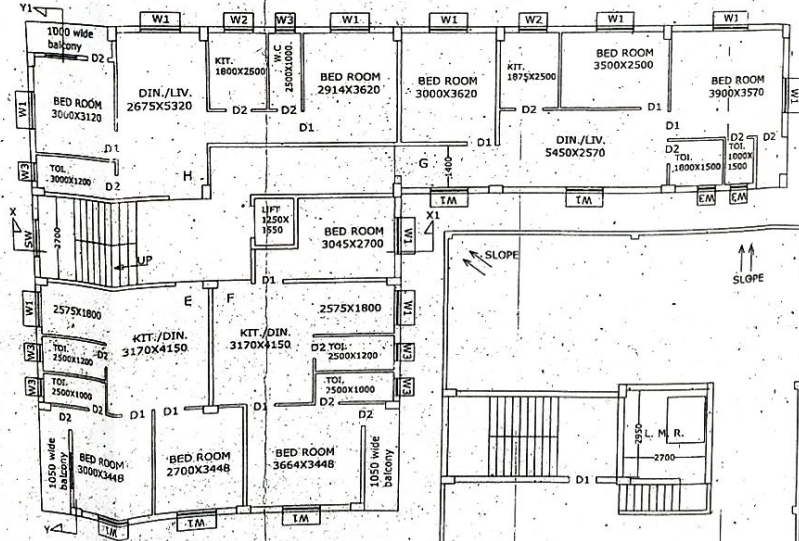 Y1
W1
W2
W3
W1
W1
W2
W1
W1
1000 wide
balcony
D2
KIT.
1800X2500
W.C
2500X1000
KIT.
1875X2500
BED ROOM
3500X2500
BED ROOM
3000X3120
DIN./LIV.
2675X5320
BED ROOM
2914X3620
BED ROOM
3000X3620
BED ROOM
3900X3570
W1
W1
D2
D2
D2
D1
D1
D1
D1
D1
DIN./LIV.
5450X2570
D2
D2
D2
TOI.
1800X1500
TOI.
1000X
1500
W3
TOI.
3000X1200
D2
H
G
1400
W1
W1
W3
W3
X
SW
2700
UP
LIFT
1250X
1550
BED ROOM
3045X2700
W1
X1
SLOPE
SLOPE
D1
E
F
W1
2575X1800
2575X1800
W1
KIT./DIN.
3170X4150
KIT./DIN.
3170X4150
W3
TOI.
2500X1200
D2
D2
TOI.
2500X1200
W3
W3
TOI.
2500X1000
TOI.
2500X1000
W3
D2
D1
D1
D1
D2
D2
D2
1050 wide
balcony
BED ROOM
3000X3448
BED ROOM
2700X3448
BED ROOM
3664X3448
1050 wide
balcony
2950
L. M. R.
2700
D1
Y
W1
W1
W1